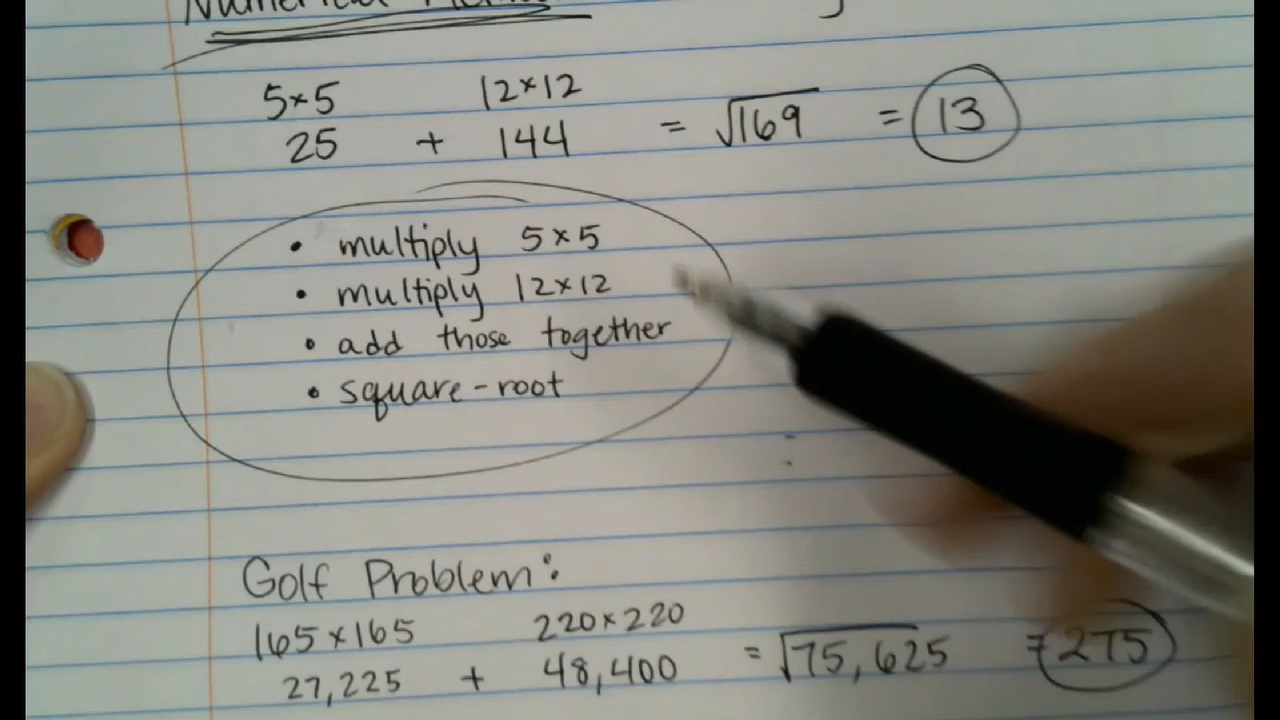 Numerical
5×5 12×12
25 + 144 = √169 = 13
• multiply 5×5
• multiply 12×12
• add those together
• square-root
Golf Problem:
165×165 220×220
27,225 + 48,400 = √75,625 = 275